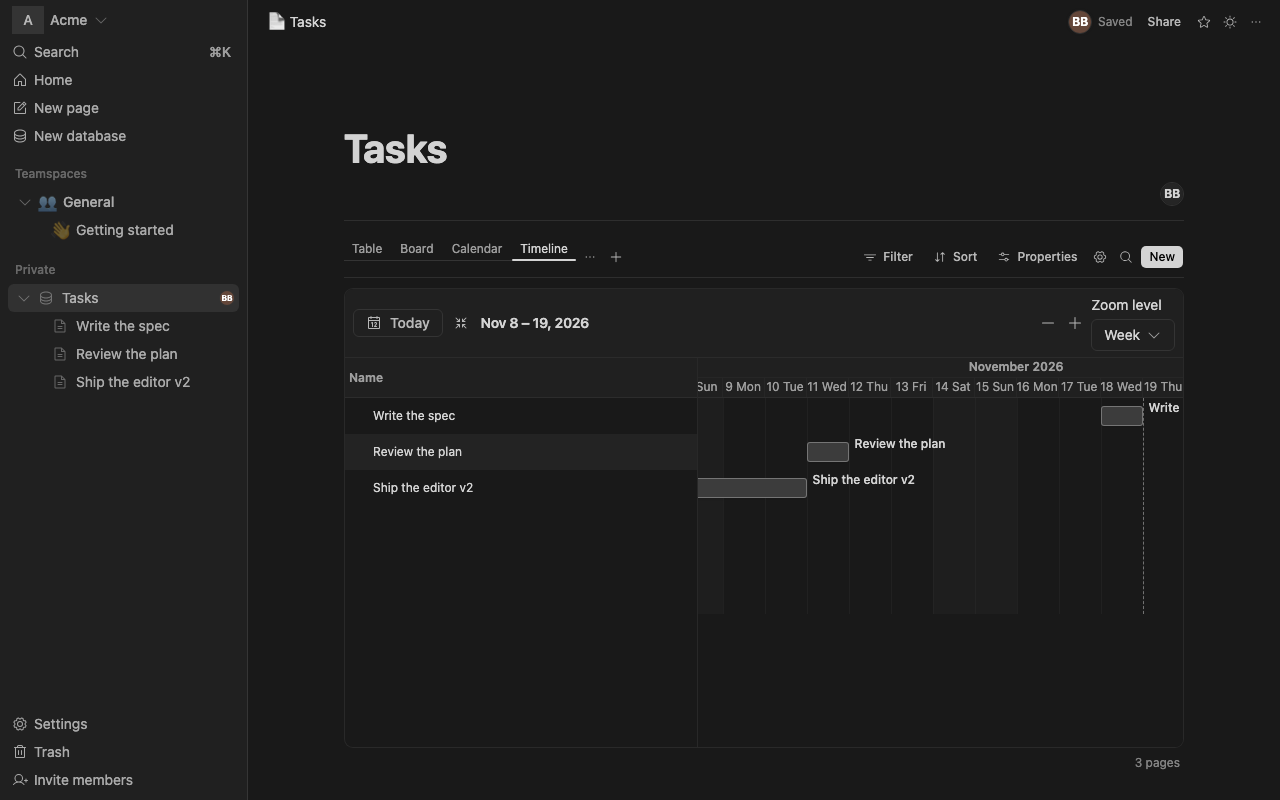 A Acme
Search ⌘K
Home
New page
New database
Teamspaces
General
Getting started
Private
Tasks BB
Write the spec
Review the plan
Ship the editor v2
Settings
Trash
Invite members
Tasks
BB Saved Share
Tasks
BB
Table Board Calendar Timeline
Filter Sort Properties New
Today Nov 8 – 19, 2026
Zoom level
Week
Name
November 2026
Sun 9 Mon 10 Tue 11 Wed 12 Thu 13 Fri 14 Sat 15 Sun 16 Mon 17 Tue 18 Wed 19 Thu
Write the spec
Write
Review the plan
Review the plan
Ship the editor v2
Ship the editor v2
3 pages